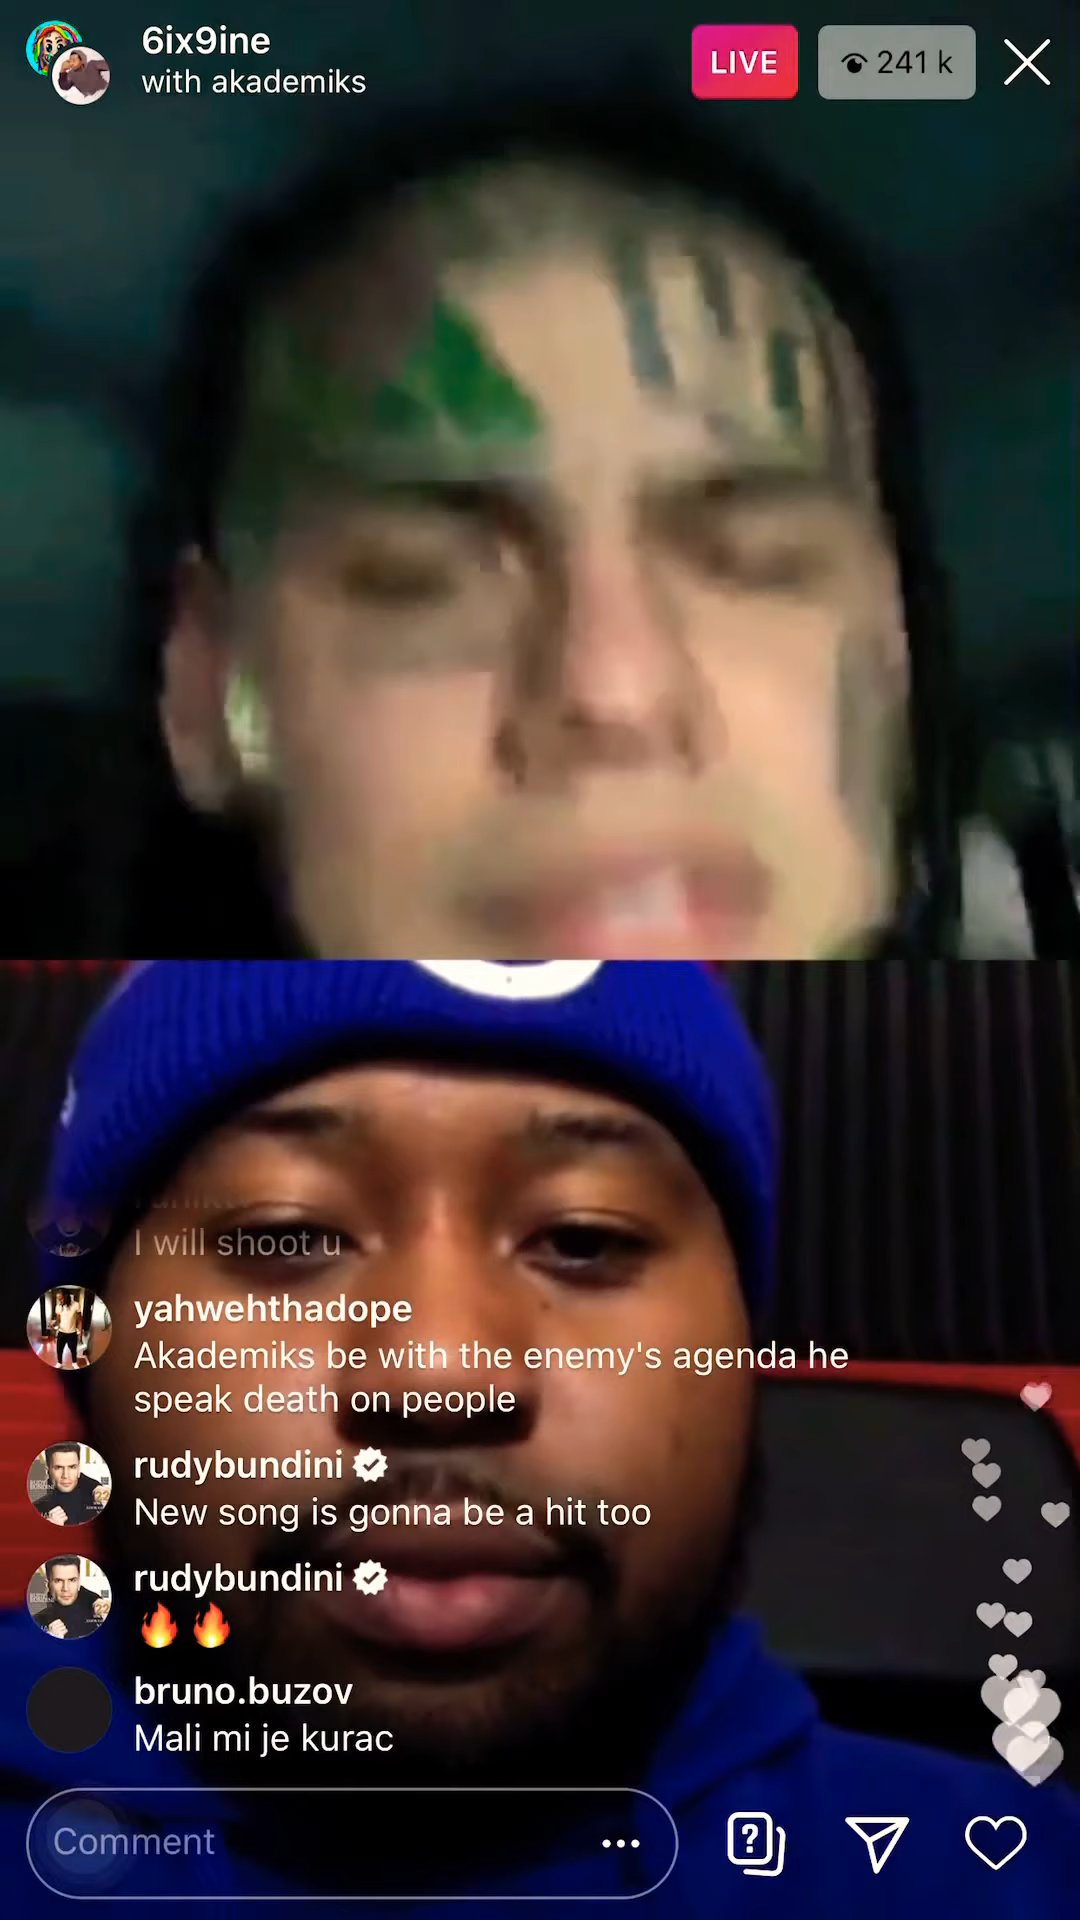 6ix9ine
with akademiks
LIVE
241 k
I will shoot u
yahwehthadope
Akademiks be with the enemy's agenda he
speak death on people
rudybundini
New song is gonna be a hit too
rudybundini
🔥 🔥
bruno.buzov
Mali mi je kurac
Comment